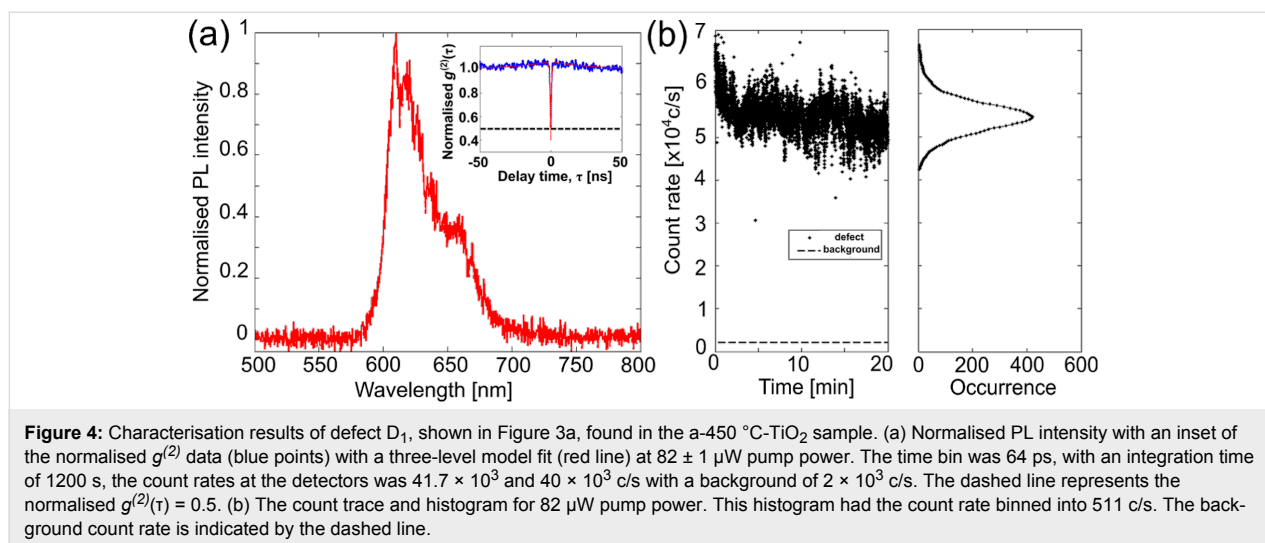 (a)
1
0.8
0.6
0.4
0.2
0
500 550 600 650 700 750 800
Wavelength [nm]
Normalised PL intensity
1.0
0.8
0.6
0.4
-50 0 50
Delay time, τ [ns]
Normalised g(2)(τ)
(b)
7
6
5
4
3
2
1
0
0 10 20
Time [min]
Count rate [x10⁴c/s]
defect
background
0 200 400 600
Occurrence
Figure 4: Characterisation results of defect D₁, shown in Figure 3a, found in the a-450 °C-TiO₂ sample. (a) Normalised PL intensity with an inset of
the normalised g(2) data (blue points) with a three-level model fit (red line) at 82 ± 1 µW pump power. The time bin was 64 ps, with an integration time
of 1200 s, the count rates at the detectors was 41.7 × 10³ and 40 × 10³ c/s with a background of 2 × 10³ c/s. The dashed line represents the
normalised g(2)(τ) = 0.5. (b) The count trace and histogram for 82 µW pump power. This histogram had the count rate binned into 511 c/s. The back-
ground count rate is indicated by the dashed line.